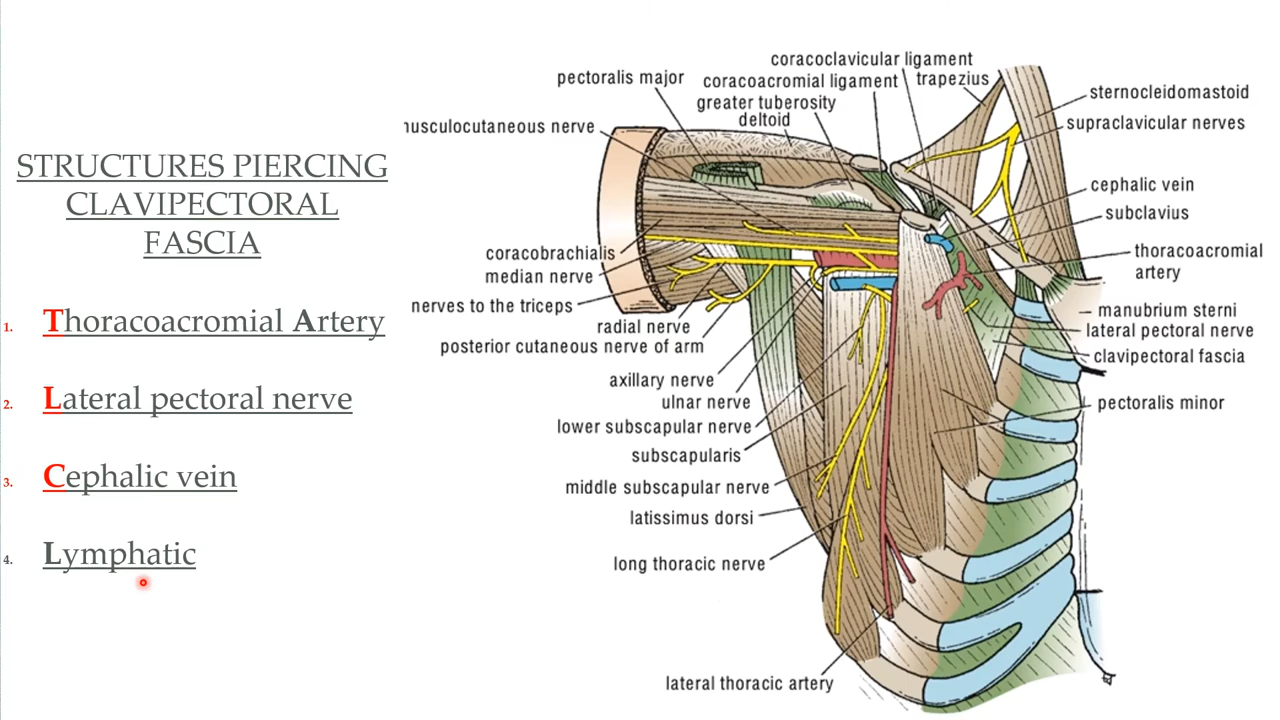 STRUCTURES PIERCING
CLAVIPECTORAL
FASCIA
1. Thoracoacromial Artery
2. Lateral pectoral nerve
3. Cephalic vein
4. Lymphatic
coracoclavicular ligament
pectoralis major
coracoacromial ligament
trapezius
greater tuberosity
deltoid
nusculocutaneous nerve
sternocleidomastoid
supraclavicular nerves
cephalic vein
subclavius
thoracoacromial
artery
coracobrachialis
median nerve
nerves to the triceps
radial nerve
posterior cutaneous nerve of arm
manubrium sterni
lateral pectoral nerve
clavipectoral fascia
axillary nerve
ulnar nerve
pectoralis minor
lower subscapular nerve
subscapularis
middle subscapular nerve
latissimus dorsi
long thoracic nerve
lateral thoracic artery